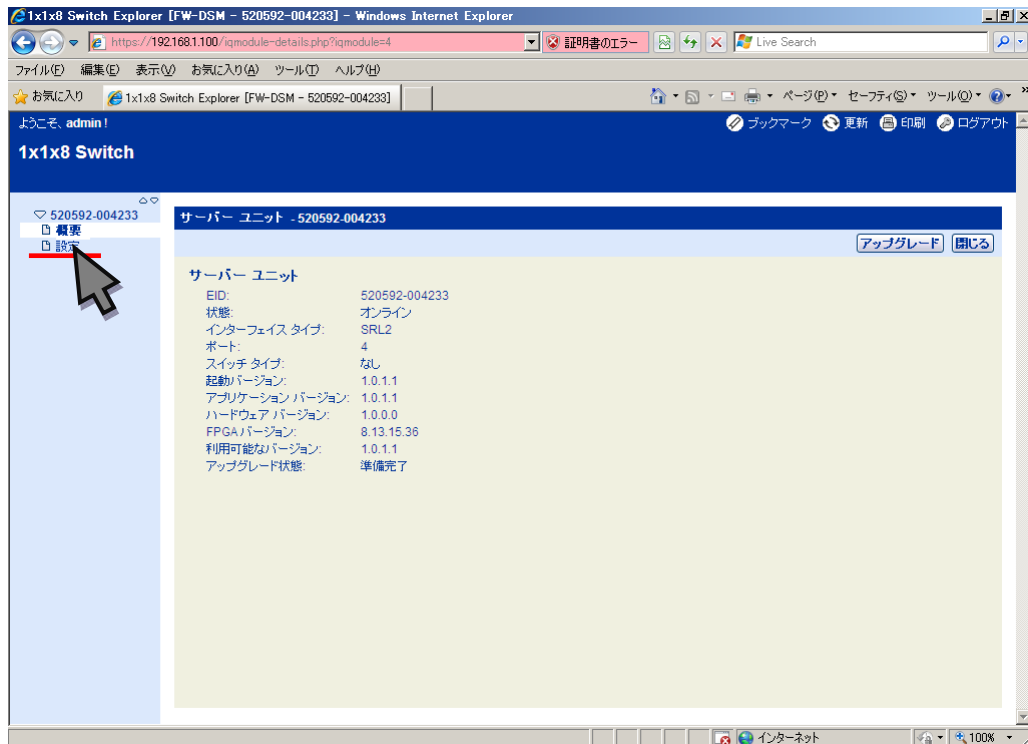 1x1x8 Switch Explorer [FW-DSM - 520592-004233] - Windows Internet Explorer
https://192.168.1.100/iqmodule-details.php?iqmodule=4 証明書のエラー Live Search
ファイル(F) 編集(E) 表示(V) お気に入り(A) ツール(T) ヘルプ(H)
お気に入り 1x1x8 Switch Explorer [FW-DSM - 520592-004233] ページ(P) セーフティ(S) ツール(O) »
ようこそ、admin! ブックマーク 更新 印刷 ログアウト
1x1x8 Switch
520592-004233
概要
設定
サーバー ユニット - 520592-004233
アップグレード 閉じる
サーバー ユニット
EID: 520592-004233
状態: オンライン
インターフェイス タイプ: SRL2
ポート: 4
スイッチ タイプ: なし
起動バージョン: 1.0.1.1
アプリケーション バージョン: 1.0.1.1
ハードウェア バージョン: 1.0.0.0
FPGA バージョン: 8.13.15.36
利用可能なバージョン: 1.0.1.1
アップグレード状態: 準備完了
インターネット 100%